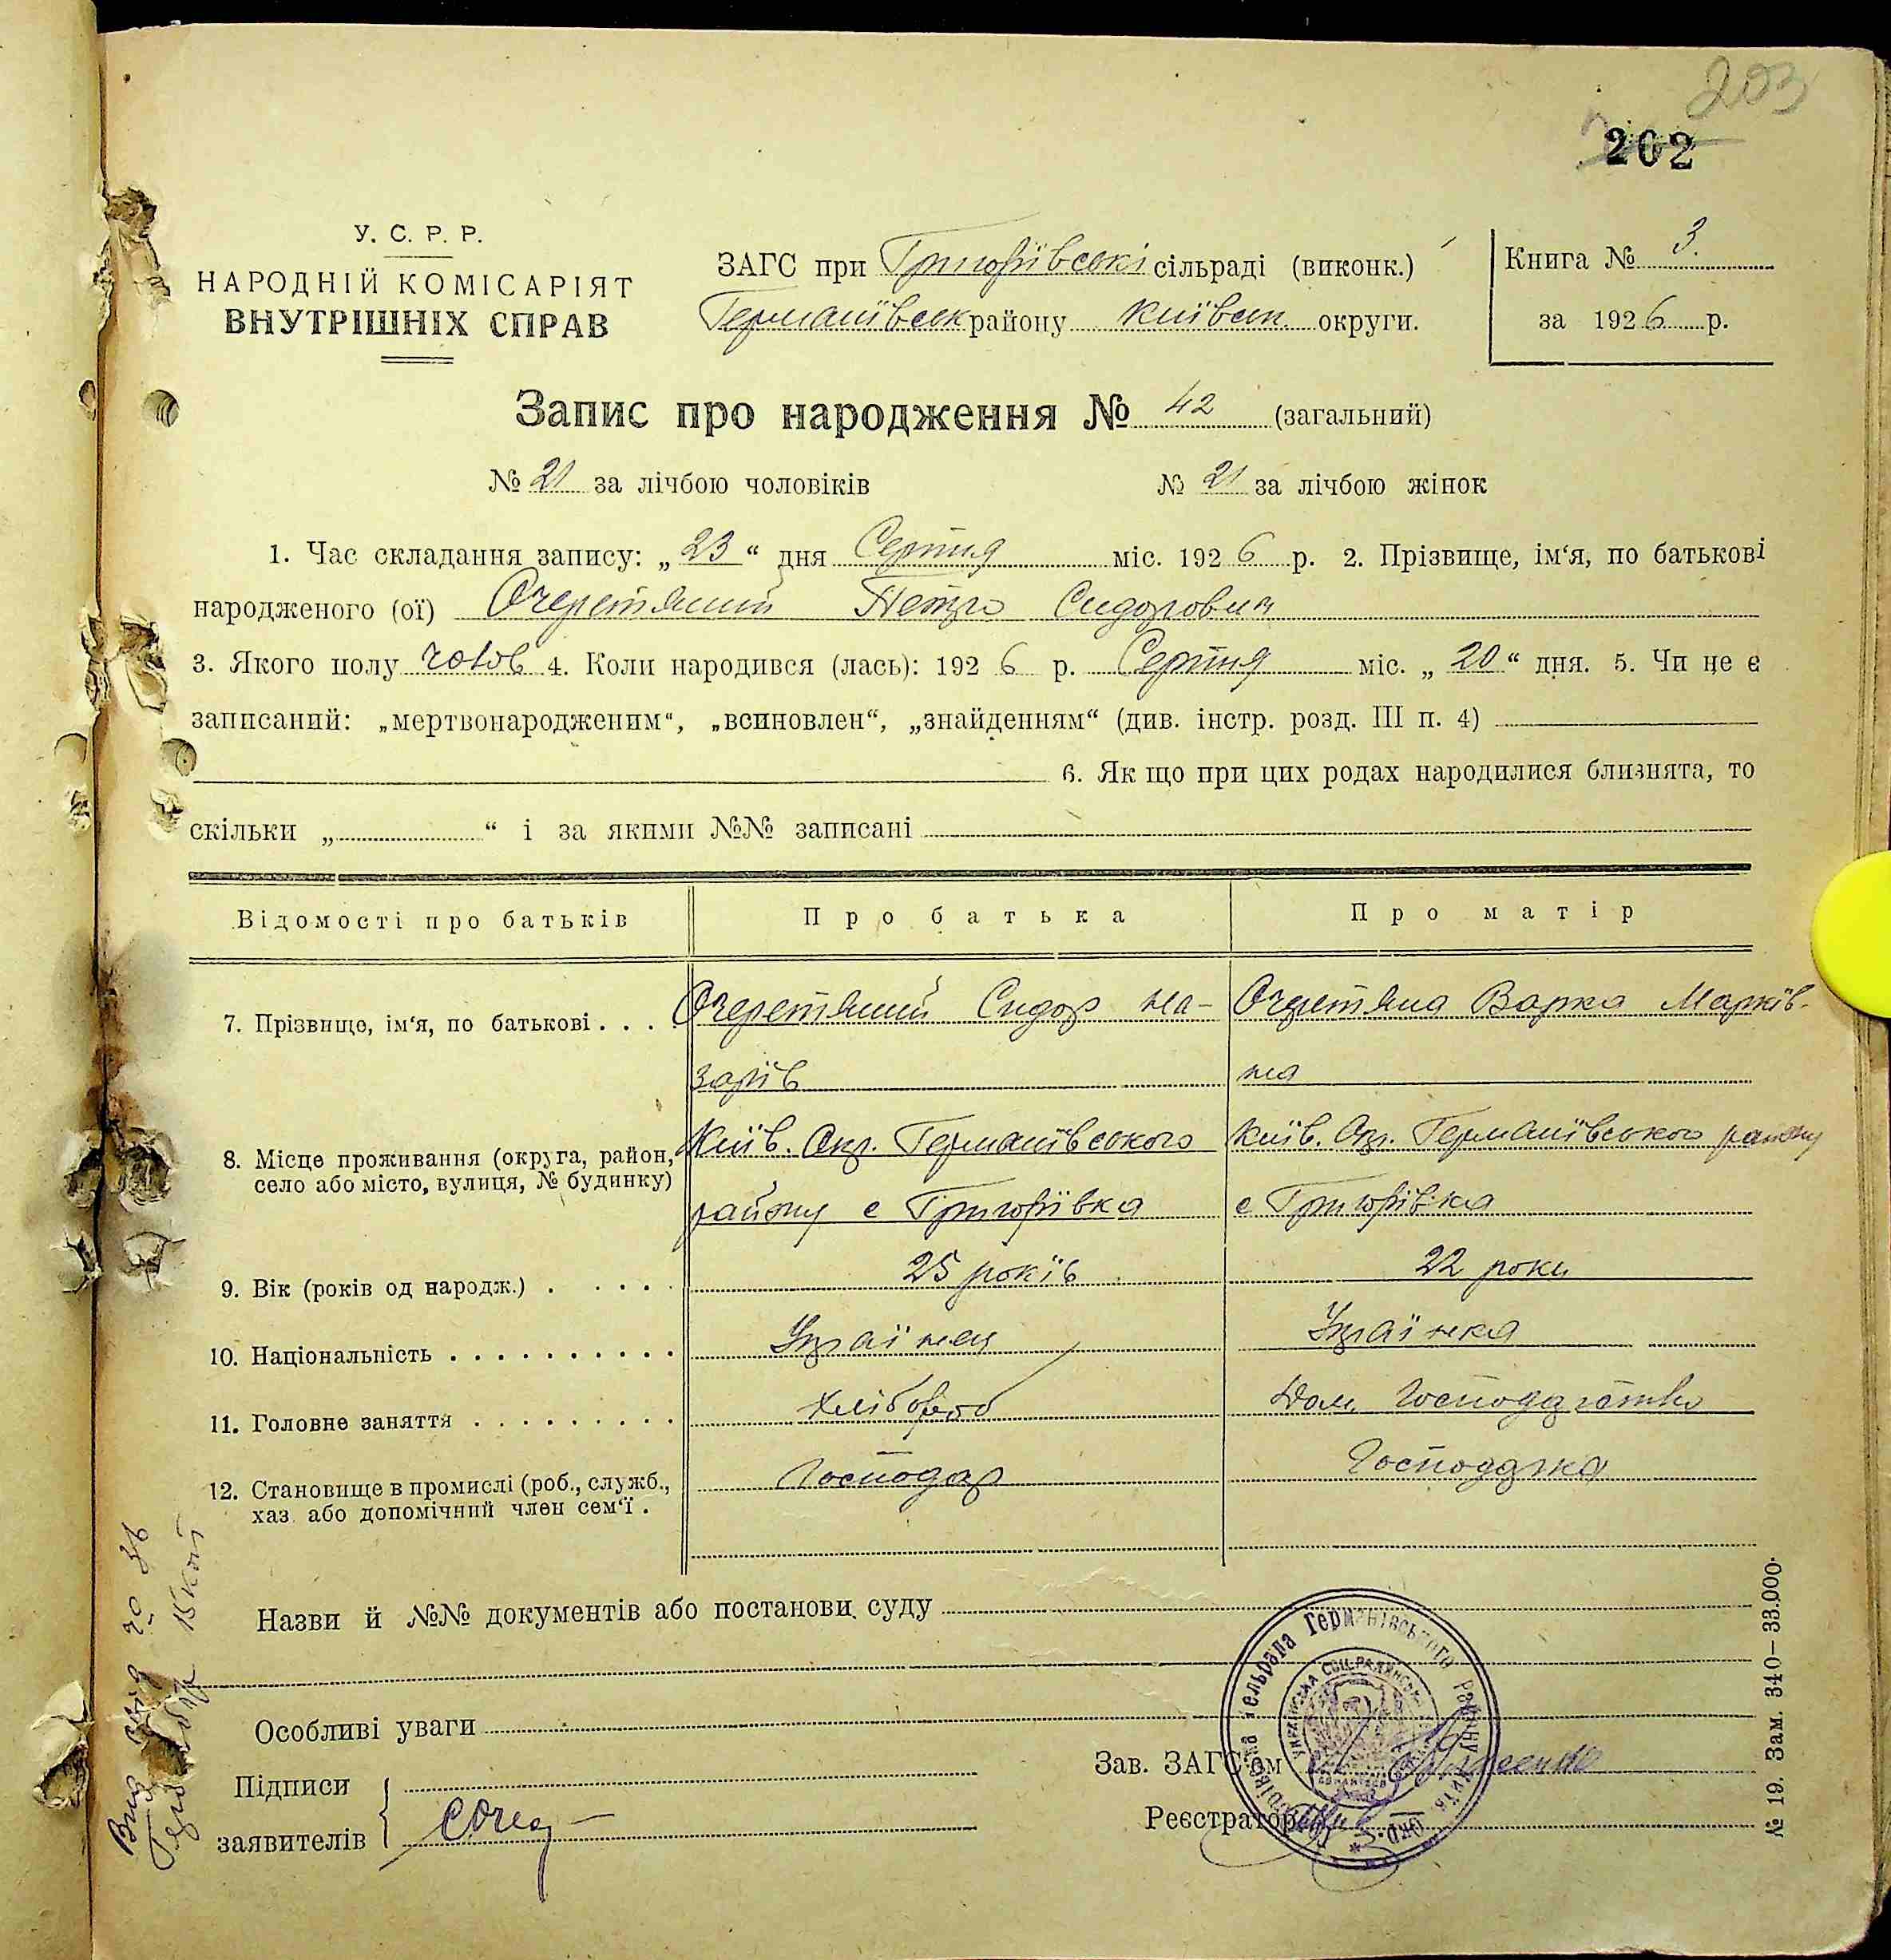 203
202
У. С. Р. Р.
НАРОДНІЙ КОМІСАРІЯТ
ВНУТРІШНІХ СПРАВ
ЗАГС при Григорївські сільраді (виконк.)
Германївськ району Київськ. округи.
Книга № 3.
за 1926 р.
Запис про народження № 42 (загальний)
№ 21 за лічбою чоловіків № 21 за лічбою жінок
1. Час складання запису: „23“ дня Серпня міс. 1926 р. 2. Прізвище, ім‘я, по батькові
народженого (ої) Очеретяний Петро Сидорович
3. Якого полу чолов 4. Коли народився (лась): 1926 р. Серпня міс. „20“ дня. 5. Чи не є
записаний: „мертвонародженим“, „всиновлен“, „знайденням“ (див. інстр. розд. III п. 4)
6. Як що при цих родах народилися близнята, то
скільки „ “ і за якими №№ записані
Відомості про батьків Про батька Про матір
7. Прізвище, ім‘я, по батькові . . . Очеретяний Сидор На- Очеретяна Варка Марків-
зарів на
8. Місце проживання (округа, район, Київ. Окр. Германївського Київ. Окр. Германївського району
село або місто, вулиця, № будинку) району с Григорївка с Григорівка
9. Вік (років од народж.) . . . . . 25 років 22 роки
10. Національність . . . . . . . . . . Українец Українка
11. Головне заняття . . . . . . . . . Хлібороб Дом. Господарство
12. Становище в промислі (роб., служб., Господар Господарка
хаз. або допомічний член сем‘ї .
Назви й №№ документів або постанови суду
Особливі уваги
Підписи
заявителів
Зав. ЗАГС‘ом
Реєстратор
сільрада Германівського Району Київ Окр.
№ 19. Зам. 340—33.000.